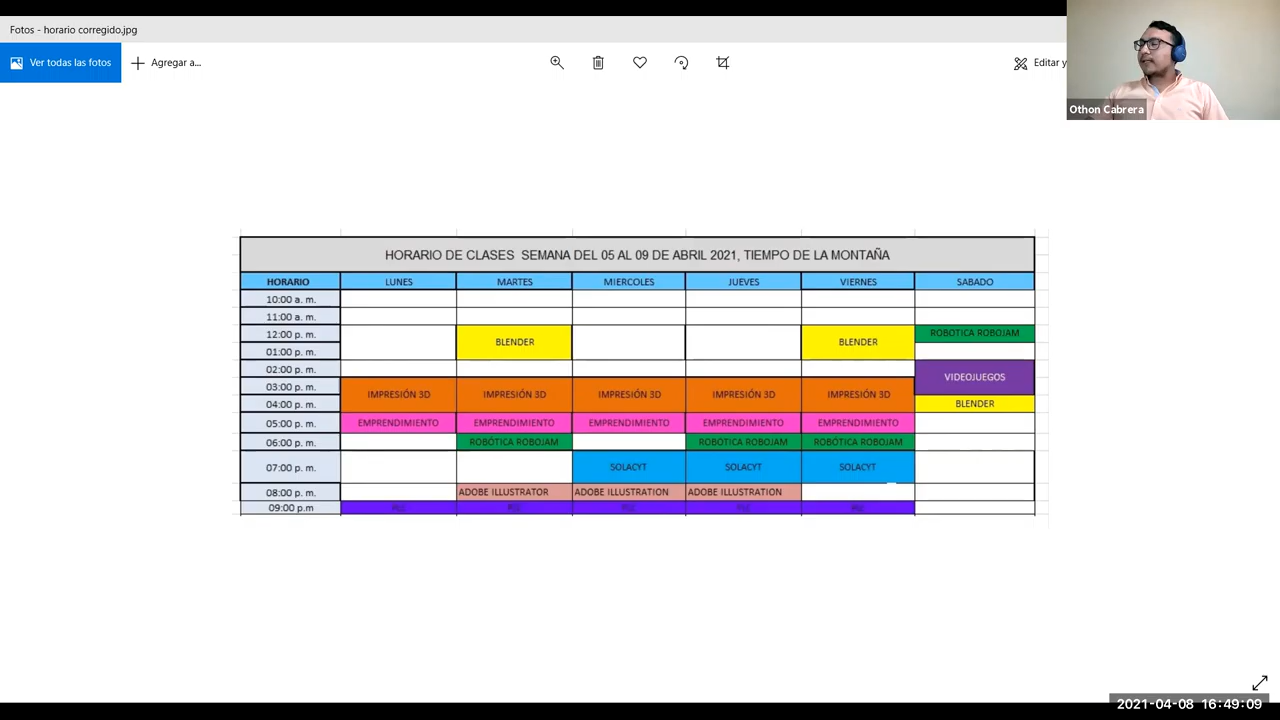 Fotos - horario corregido.jpg
Ver todas las fotos
Agregar a...
Editar y
Othon Cabrera
HORARIO DE CLASES SEMANA DEL 05 AL 09 DE ABRIL 2021, TIEMPO DE LA MONTAÑA
HORARIO LUNES MARTES MIERCOLES JUEVES VIERNES SABADO
10:00 a. m.
11:00 a. m.
12:00 p. m. BLENDER BLENDER ROBOTICA ROBOJAM
01:00 p. m.
02:00 p. m. VIDEOJUEGOS
03:00 p. m. IMPRESIÓN 3D IMPRESIÓN 3D IMPRESIÓN 3D IMPRESIÓN 3D IMPRESIÓN 3D
04:00 p. m. BLENDER
05:00 p. m. EMPRENDIMIENTO EMPRENDIMIENTO EMPRENDIMIENTO EMPRENDIMIENTO EMPRENDIMIENTO
06:00 p. m. ROBÓTICA ROBOJAM ROBÓTICA ROBOJAM ROBÓTICA ROBOJAM
07:00 p. m. SOLACYT SOLACYT SOLACYT
08:00 p. m. ADOBE ILLUSTRATOR ADOBE ILLUSTRATION ADOBE ILLUSTRATION
09:00 p.m
2021-04-08 16:49:09